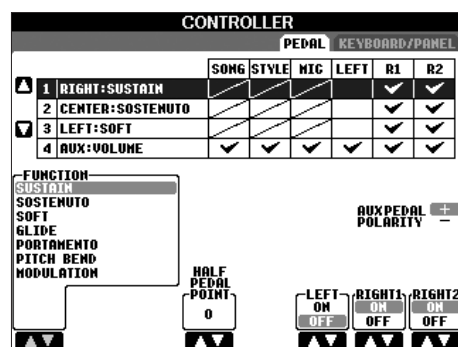 CONTROLLER
PEDAL KEYBOARD/PANEL
SONG STYLE MIC LEFT R1 R2
1 RIGHT:SUSTAIN
2 CENTER:SOSTENUTO
3 LEFT:SOFT
4 AUX:VOLUME
FUNCTION
SUSTAIN
SOSTENUTO
SOFT
GLIDE
PORTAMENTO
PITCH BEND
MODULATION
HALF
PEDAL
POINT
0
AUX PEDAL +
POLARITY −
LEFT RIGHT1 RIGHT2
ON ON ON
OFF OFF OFF